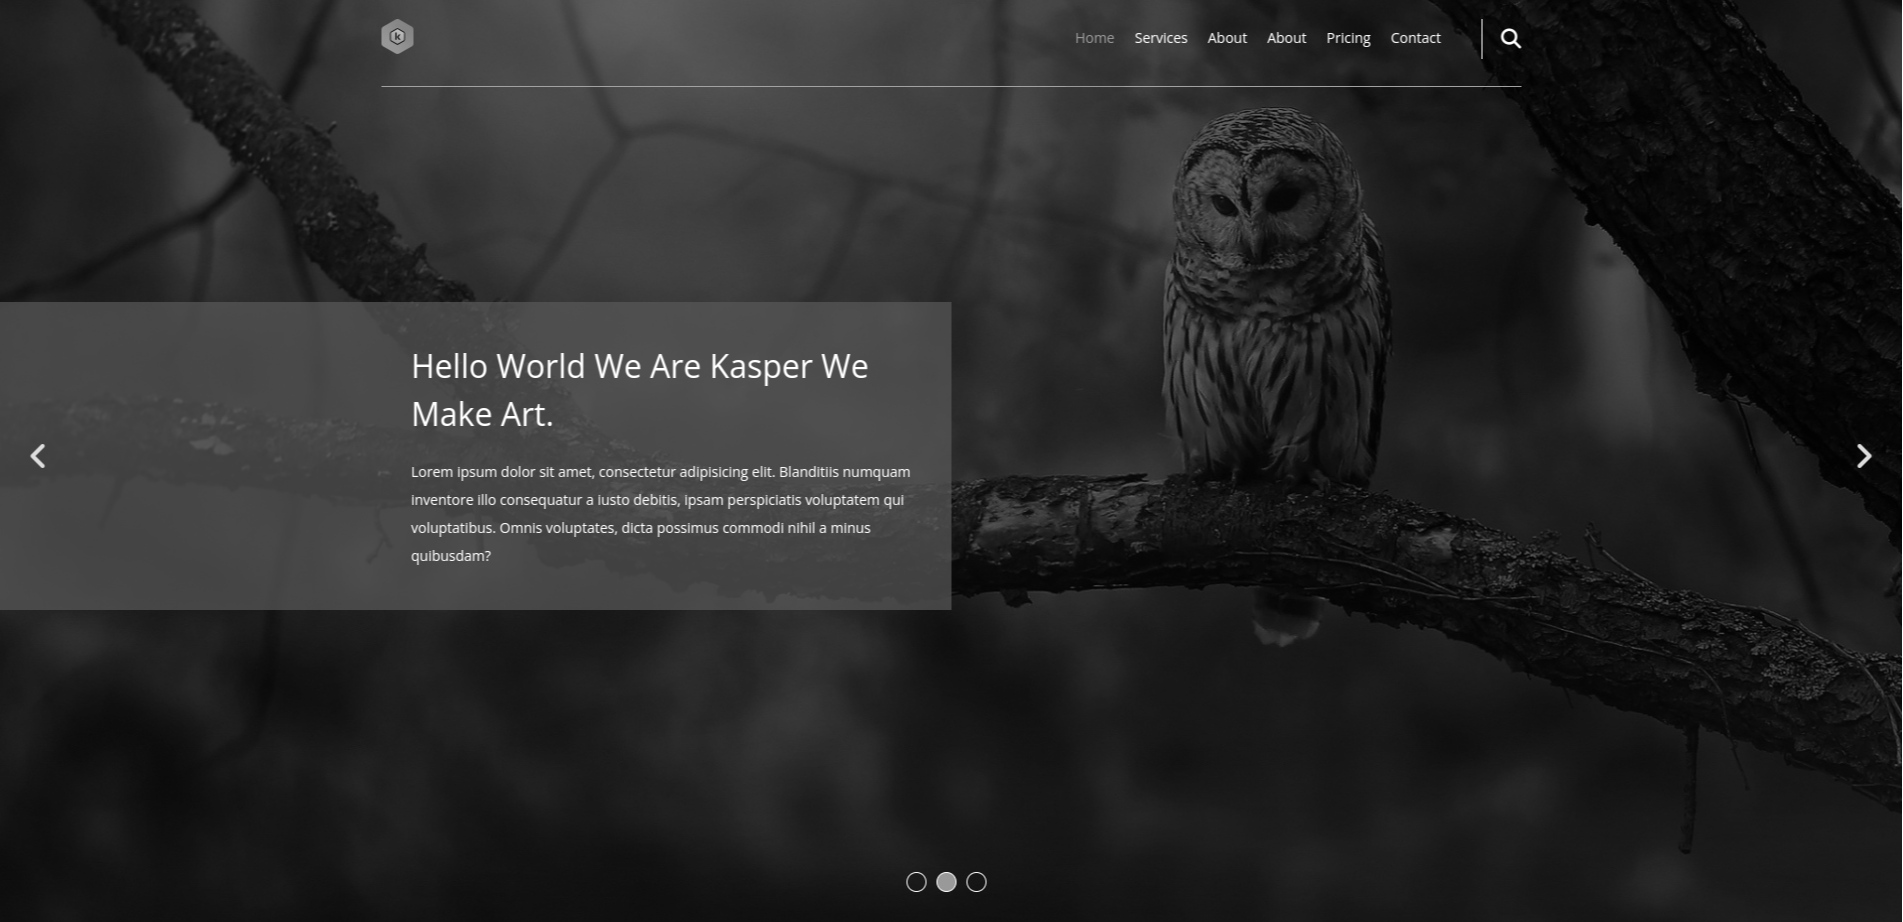 k
Home Services About About Pricing Contact
Hello World We Are Kasper We
Make Art.
Lorem ipsum dolor sit amet, consectetur adipisicing elit. Blanditiis numquam
inventore illo consequatur a iusto debitis, ipsam perspiciatis voluptatem qui
voluptatibus. Omnis voluptates, dicta possimus commodi nihil a minus
quibusdam?